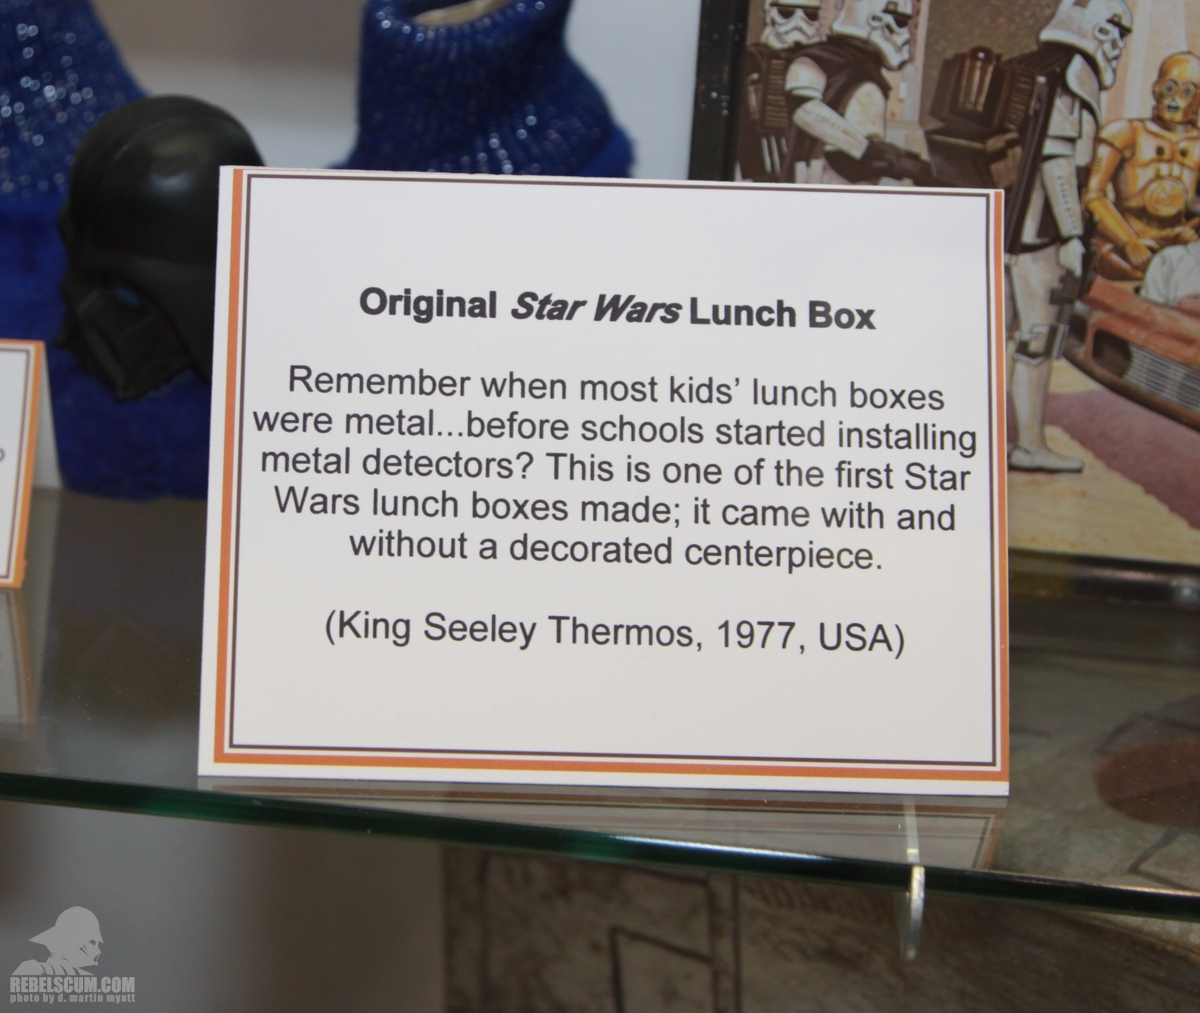 Original Star Wars Lunch Box
Remember when most kids’ lunch boxes
were metal...before schools started installing
metal detectors? This is one of the first Star
Wars lunch boxes made; it came with and
without a decorated centerpiece.
(King Seeley Thermos, 1977, USA)
REBELSCUM.COM
photo by d. martin myatt